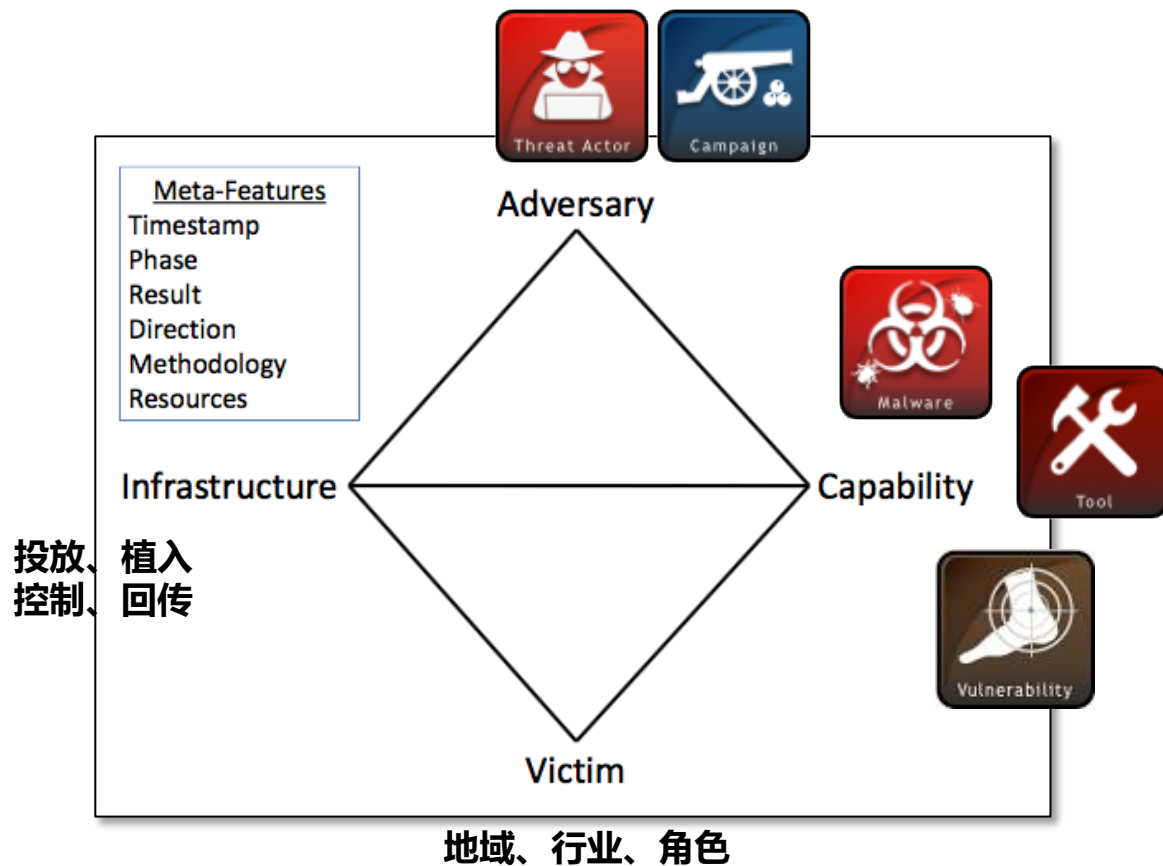 Threat Actor
Campaign
Meta-Features
Timestamp
Phase
Result
Direction
Methodology
Resources
Adversary
Malware
Infrastructure
Capability
Tool
投放、植入
控制、回传
Vulnerability
Victim
地域、行业、角色